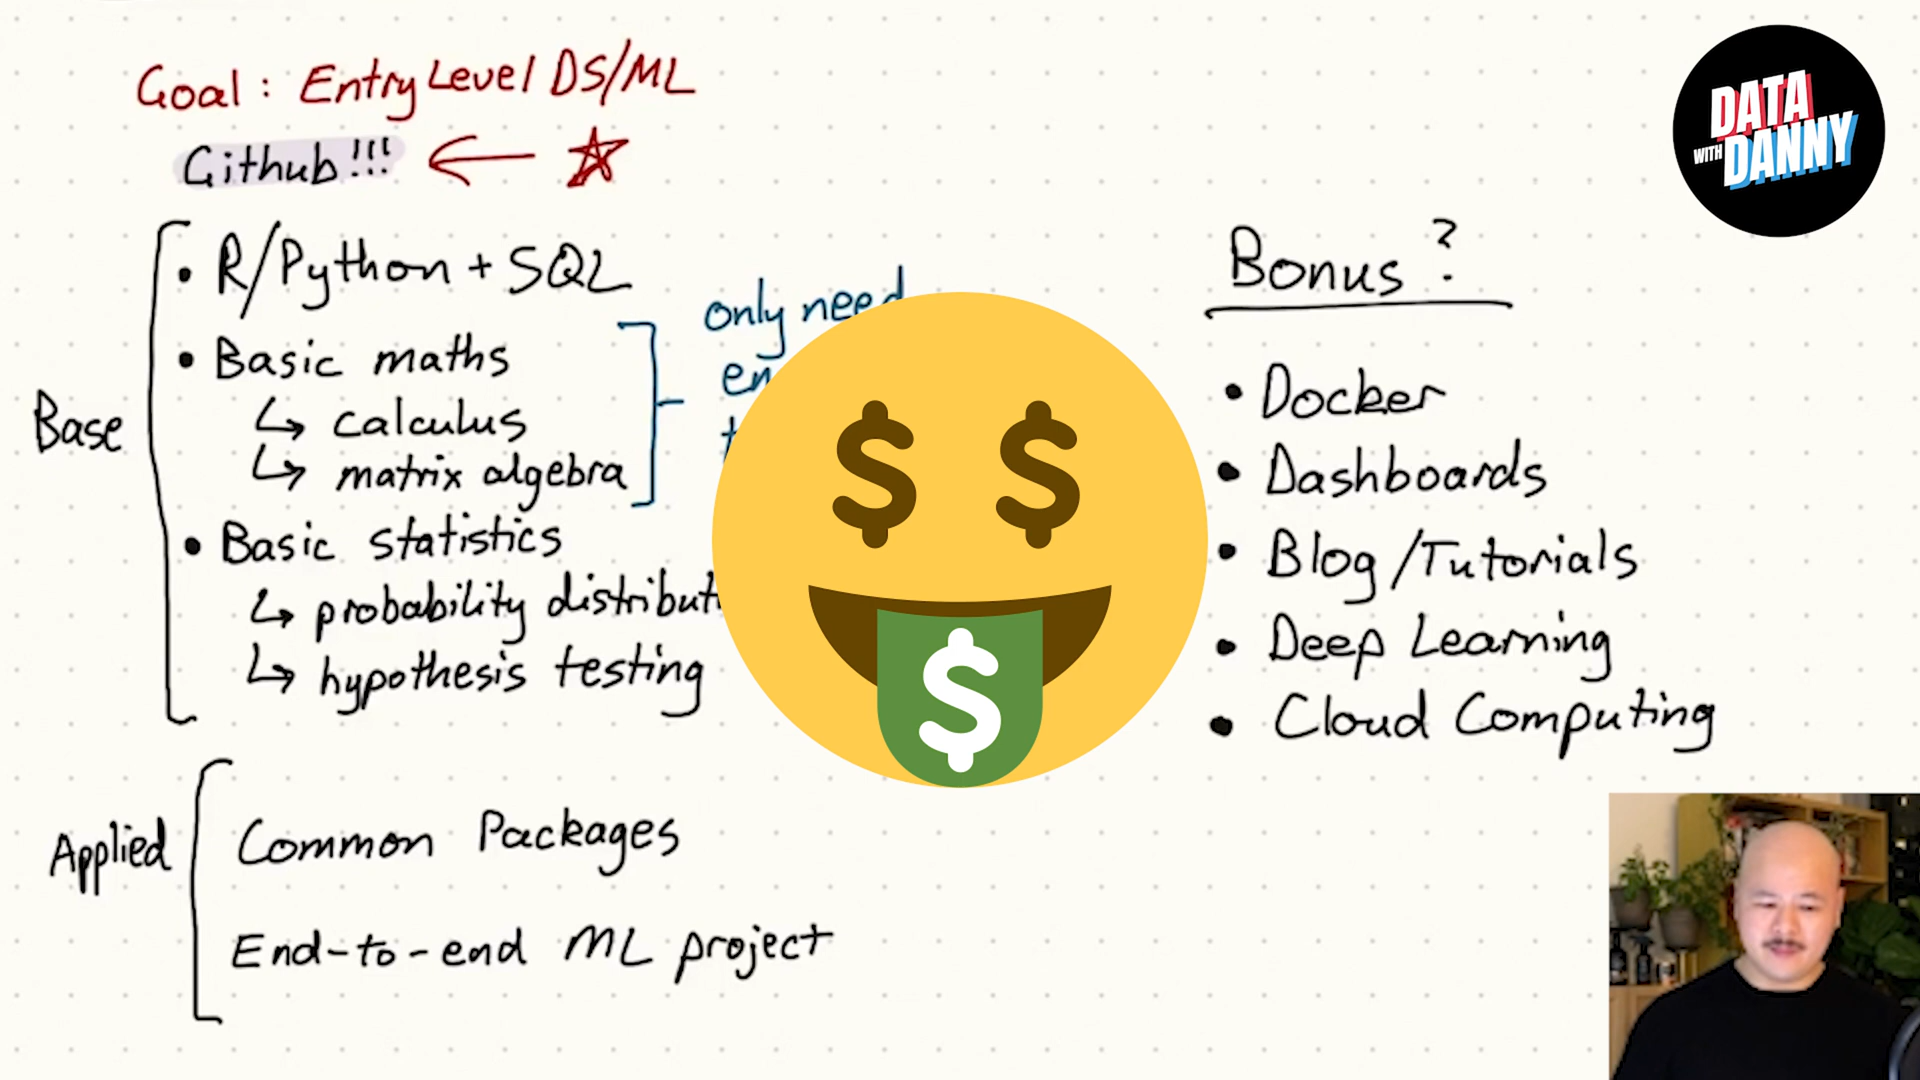 Goal: Entry Level DS/ML
Github!!!
Base
• R/Python + SQL
• Basic maths
↳ calculus
↳ matrix algebra
only need
• Basic statistics
↳ probability
↳ hypothesis testing
Applied
Common Packages
End-to-end ML project
Bonus?
• Docker
• Dashboards
• Blog/Tutorials
• Deep Learning
• Cloud Computing
DATA
WITH DANNY
$ $
$